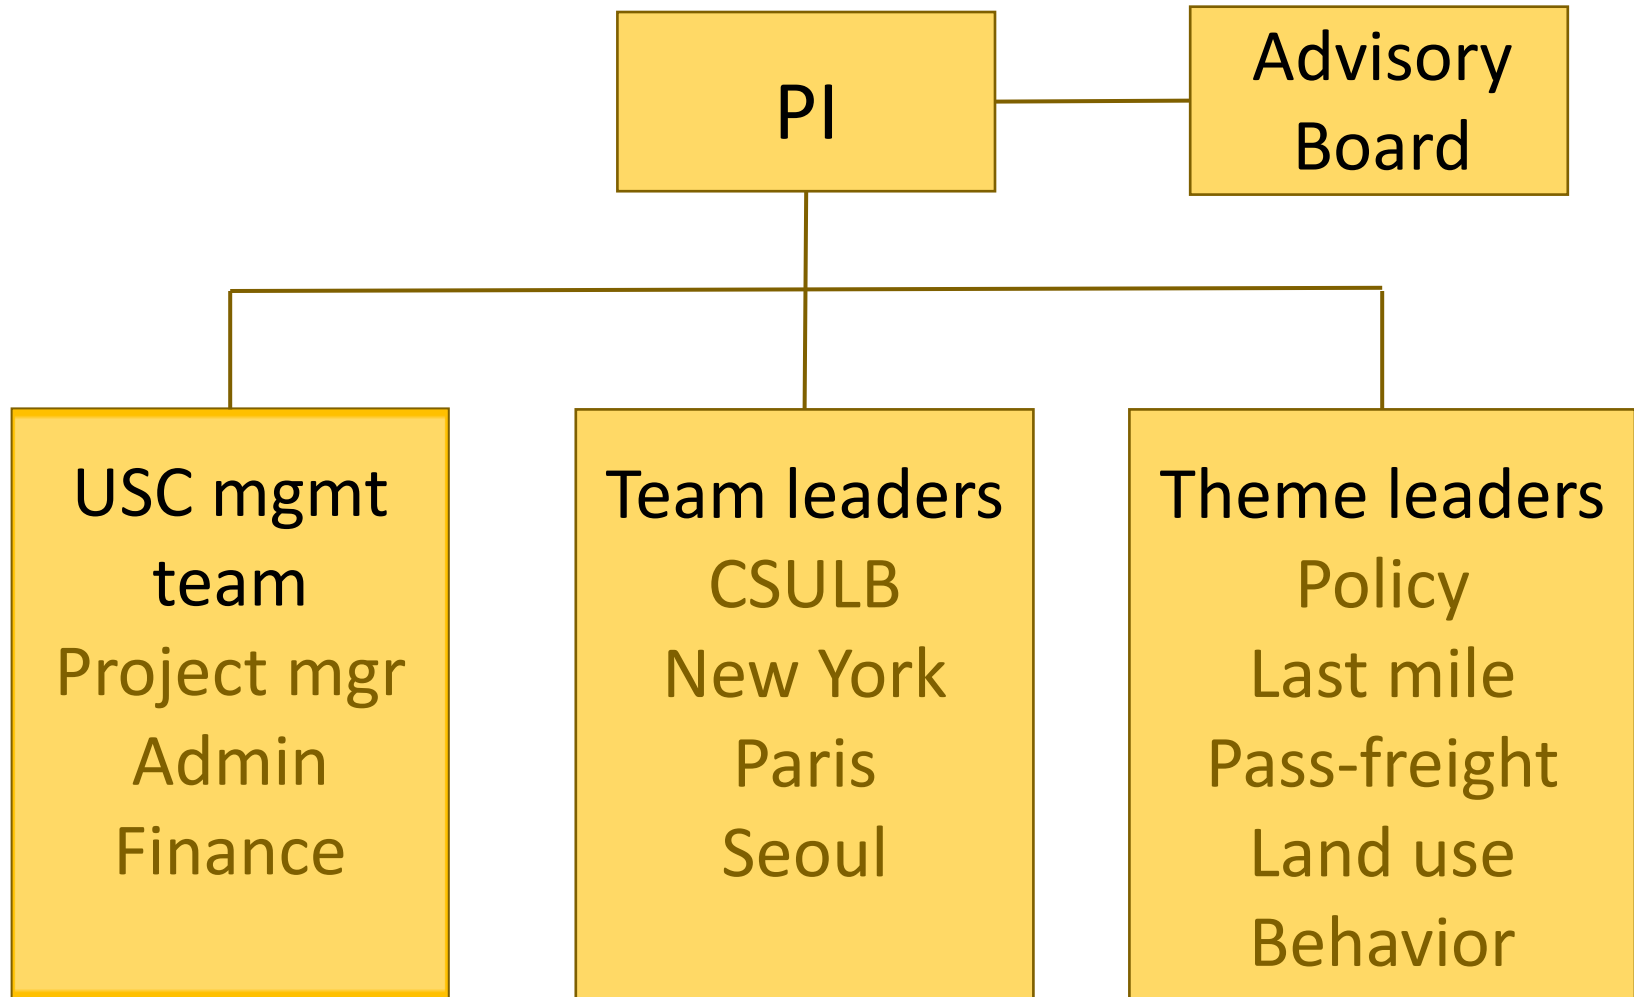 PI
Advisory
Board
USC mgmt
team
Project mgr
Admin
Finance
Team leaders
CSULB
New York
Paris
Seoul
Theme leaders
Policy
Last mile
Pass-freight
Land use
Behavior